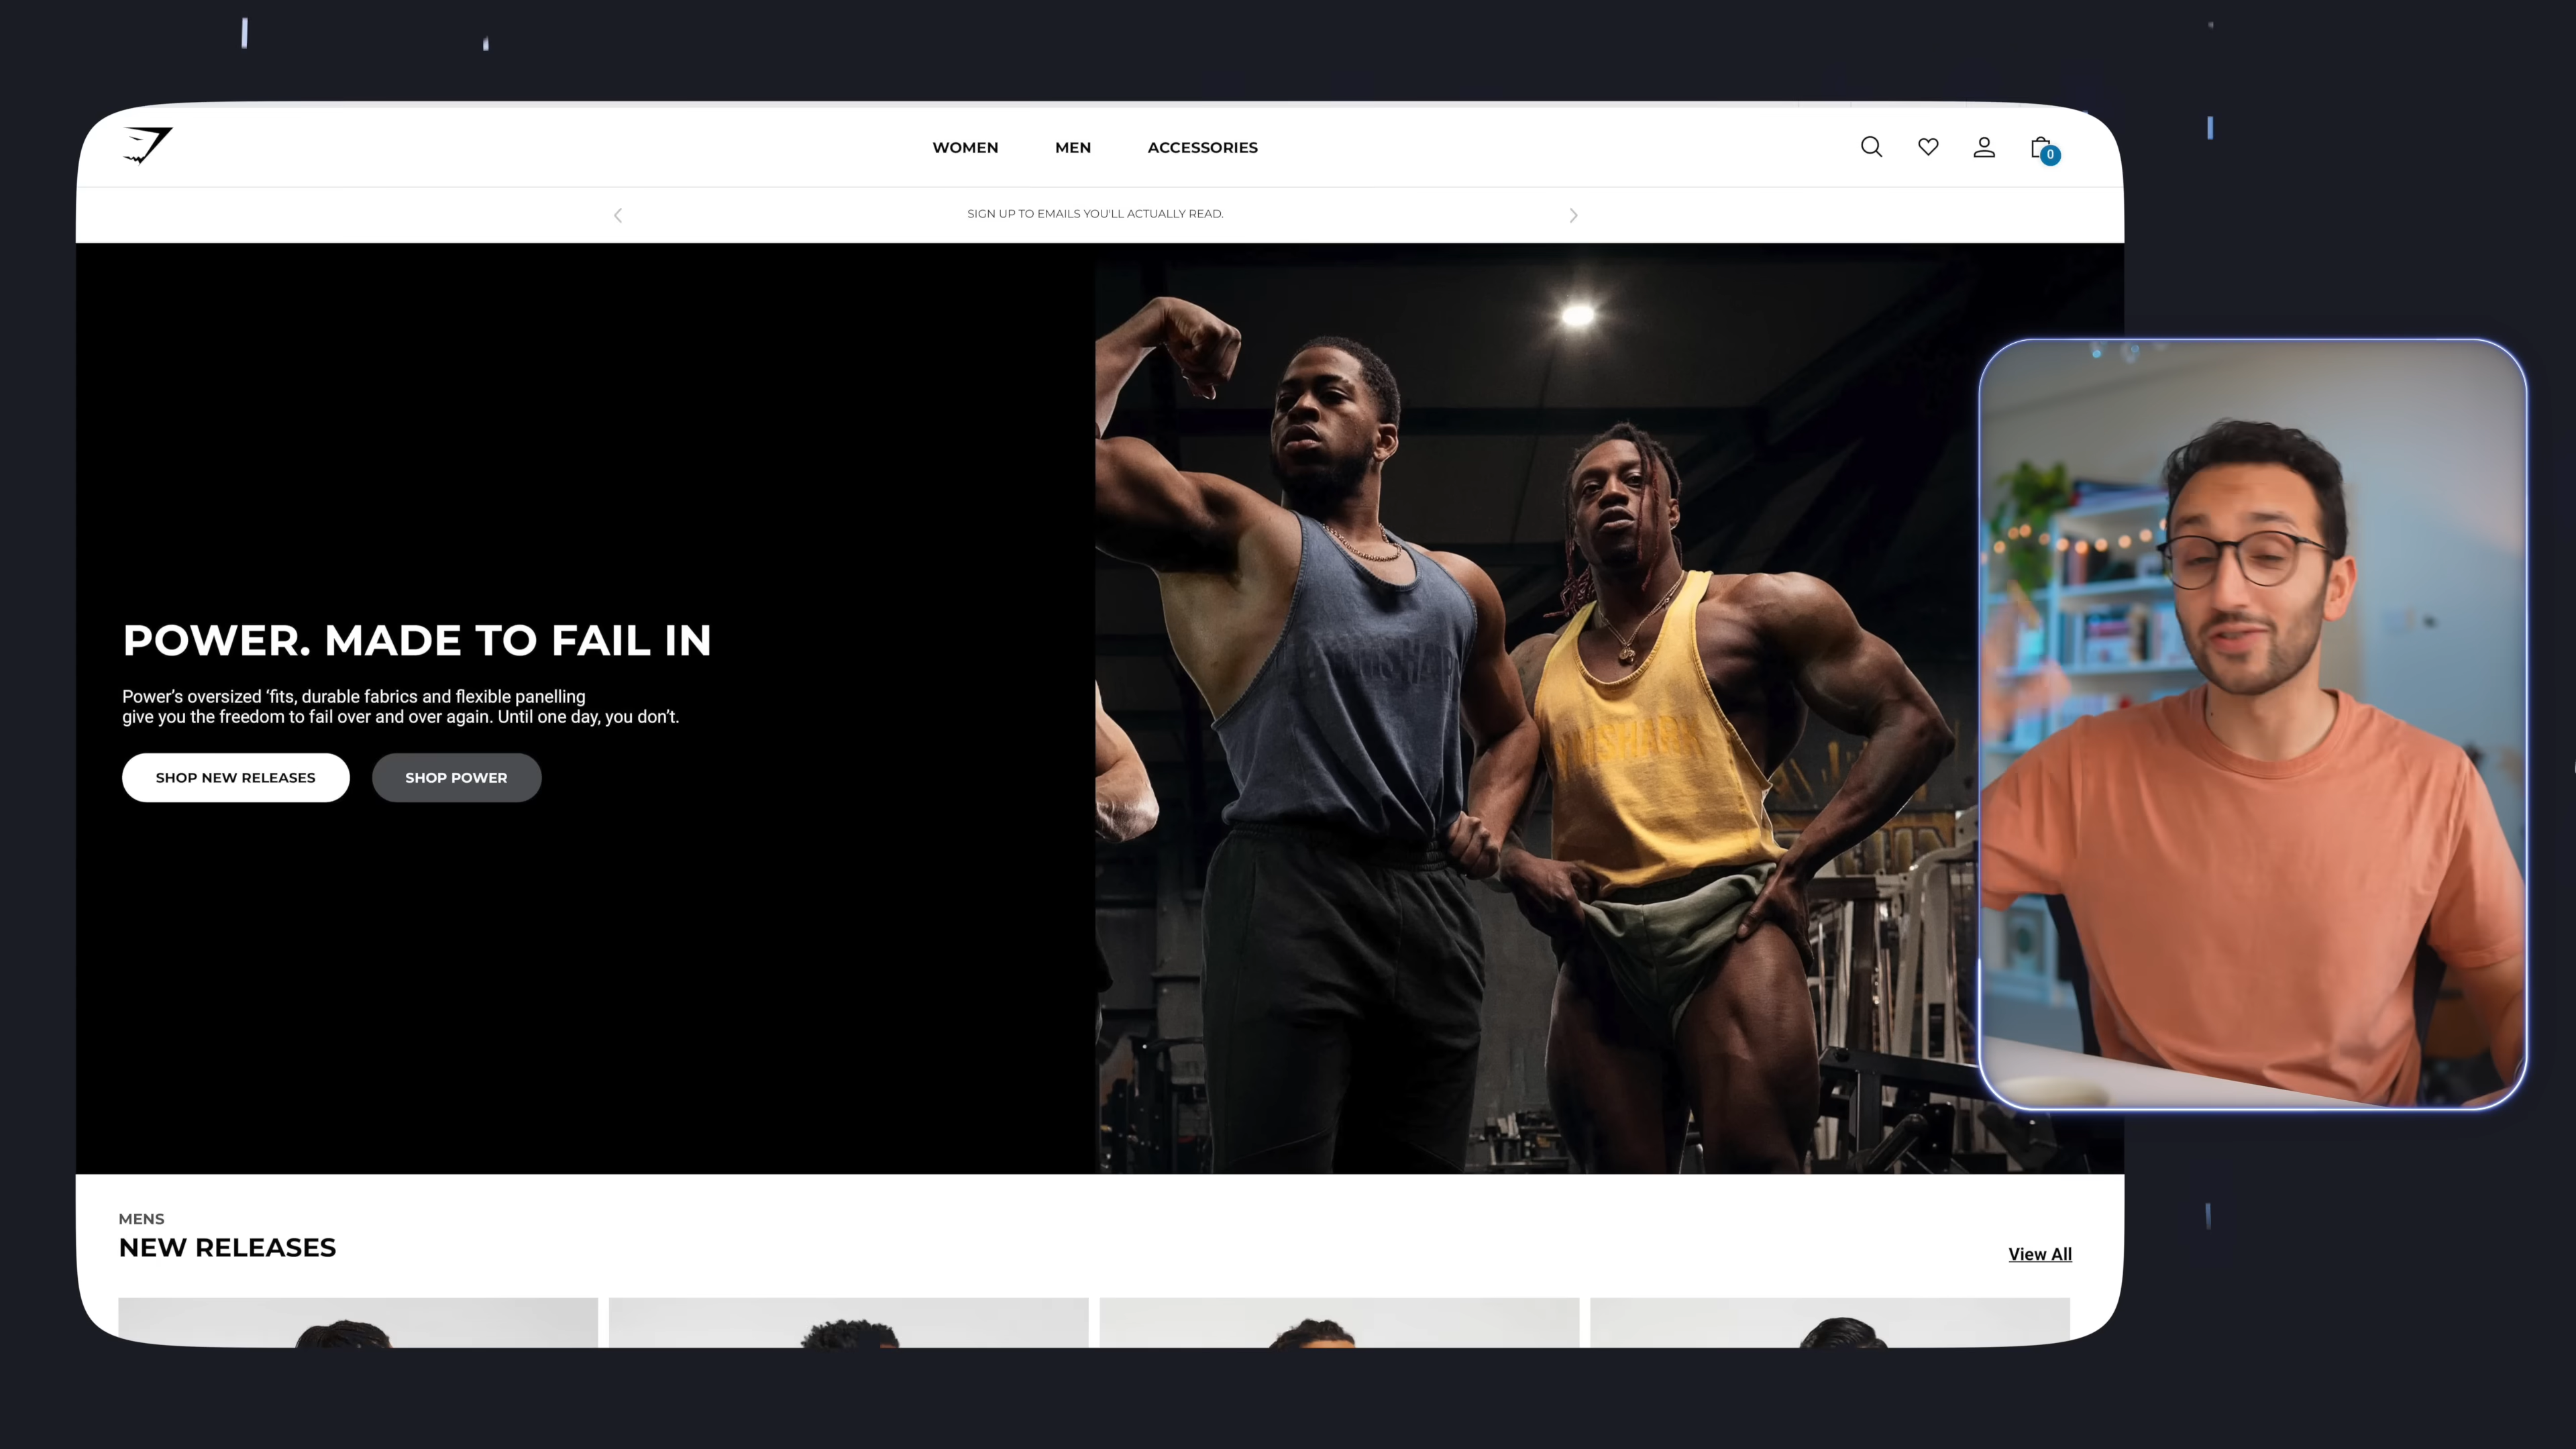 WOMEN
MEN
ACCESSORIES
0
SIGN UP TO EMAILS YOU'LL ACTUALLY READ.
POWER. MADE TO FAIL IN
Power’s oversized ‘fits, durable fabrics and flexible panelling
give you the freedom to fail over and over again. Until one day, you don’t.
SHOP NEW RELEASES
SHOP POWER
MENS
NEW RELEASES
View All